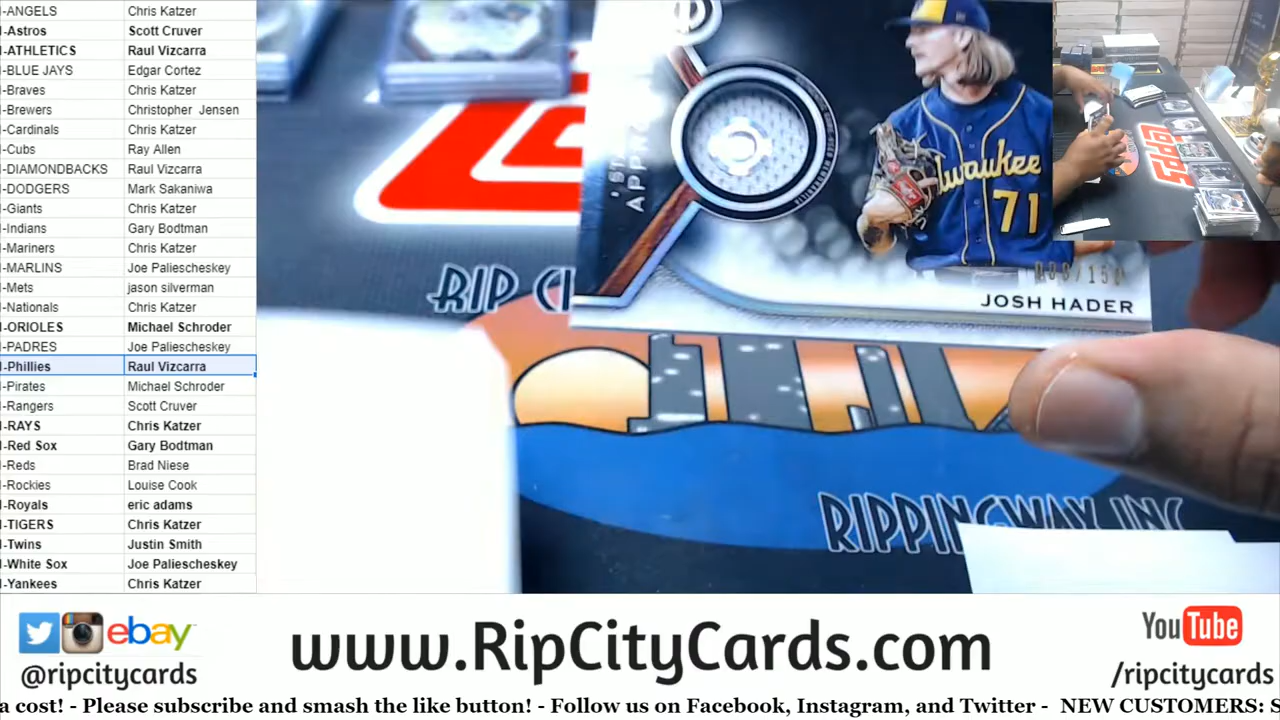 -ANGELS Chris Katzer
-Astros Scott Cruver
-ATHLETICS Raul Vizcarra
-BLUE JAYS Edgar Cortez
-Braves Chris Katzer
-Brewers Christopher Jensen
-Cardinals Chris Katzer
-Cubs Ray Allen
-DIAMONDBACKS Raul Vizcarra
-DODGERS Mark Sakaniwa
-Giants Chris Katzer
-Indians Gary Bodtman
-Mariners Chris Katzer
-MARLINS Joe Paliescheskey
-Mets jason silverman
-Nationals Chris Katzer
-ORIOLES Michael Schroder
-PADRES Joe Paliescheskey
-Phillies Raul Vizcarra
-Pirates Michael Schroder
-Rangers Scott Cruver
-RAYS Chris Katzer
-Red Sox Gary Bodtman
-Reds Brad Niese
-Rockies Louise Cook
-Royals eric adams
-TIGERS Chris Katzer
-Twins Justin Smith
-White Sox Joe Paliescheskey
-Yankees Chris Katzer
71
JOSH HADER
RIP
RIPPINGWAY INC
topps
ebay
@ripcitycards
www.RipCityCards.com
YouTube
/ripcitycards
a cost! - Please subscribe and smash the like button! - Follow us on Facebook, Instagram, and Twitter - NEW CUSTOMERS: S